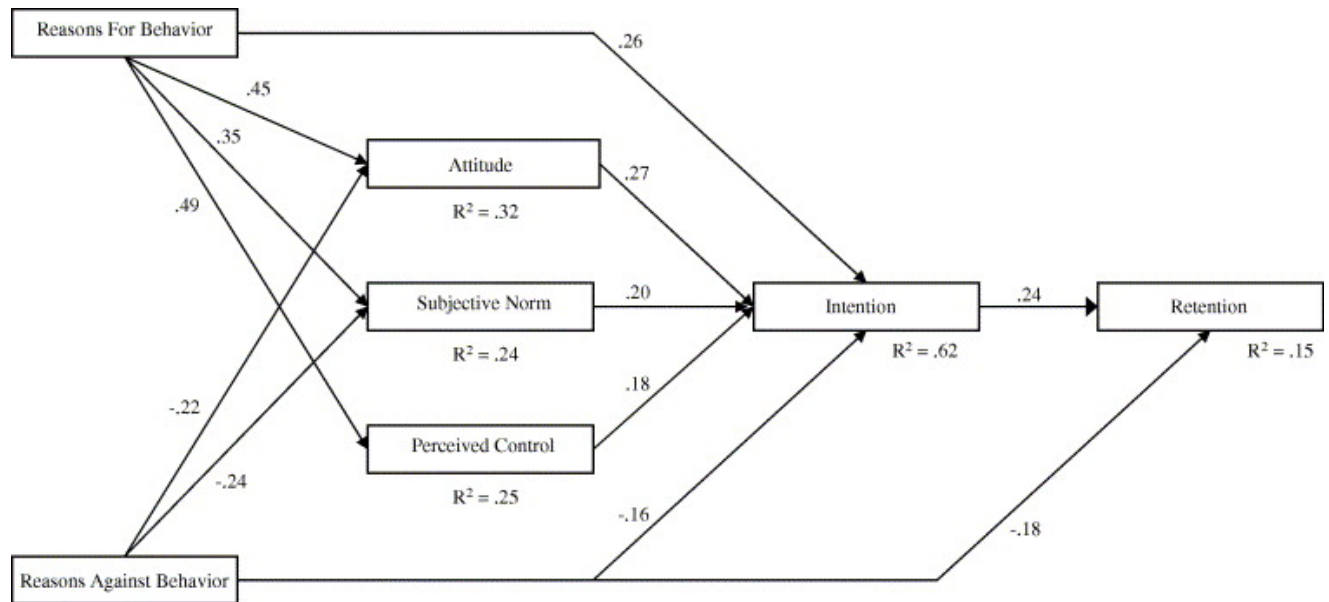 Reasons For Behavior
.26
.45
.35
Attitude
.27
.49
R² = .32
Subjective Norm
.20
Intention
.24
Retention
R² = .24
R² = .62
R² = .15
.18
-.22
Perceived Control
-.24
R² = .25
-.16
-.18
Reasons Against Behavior